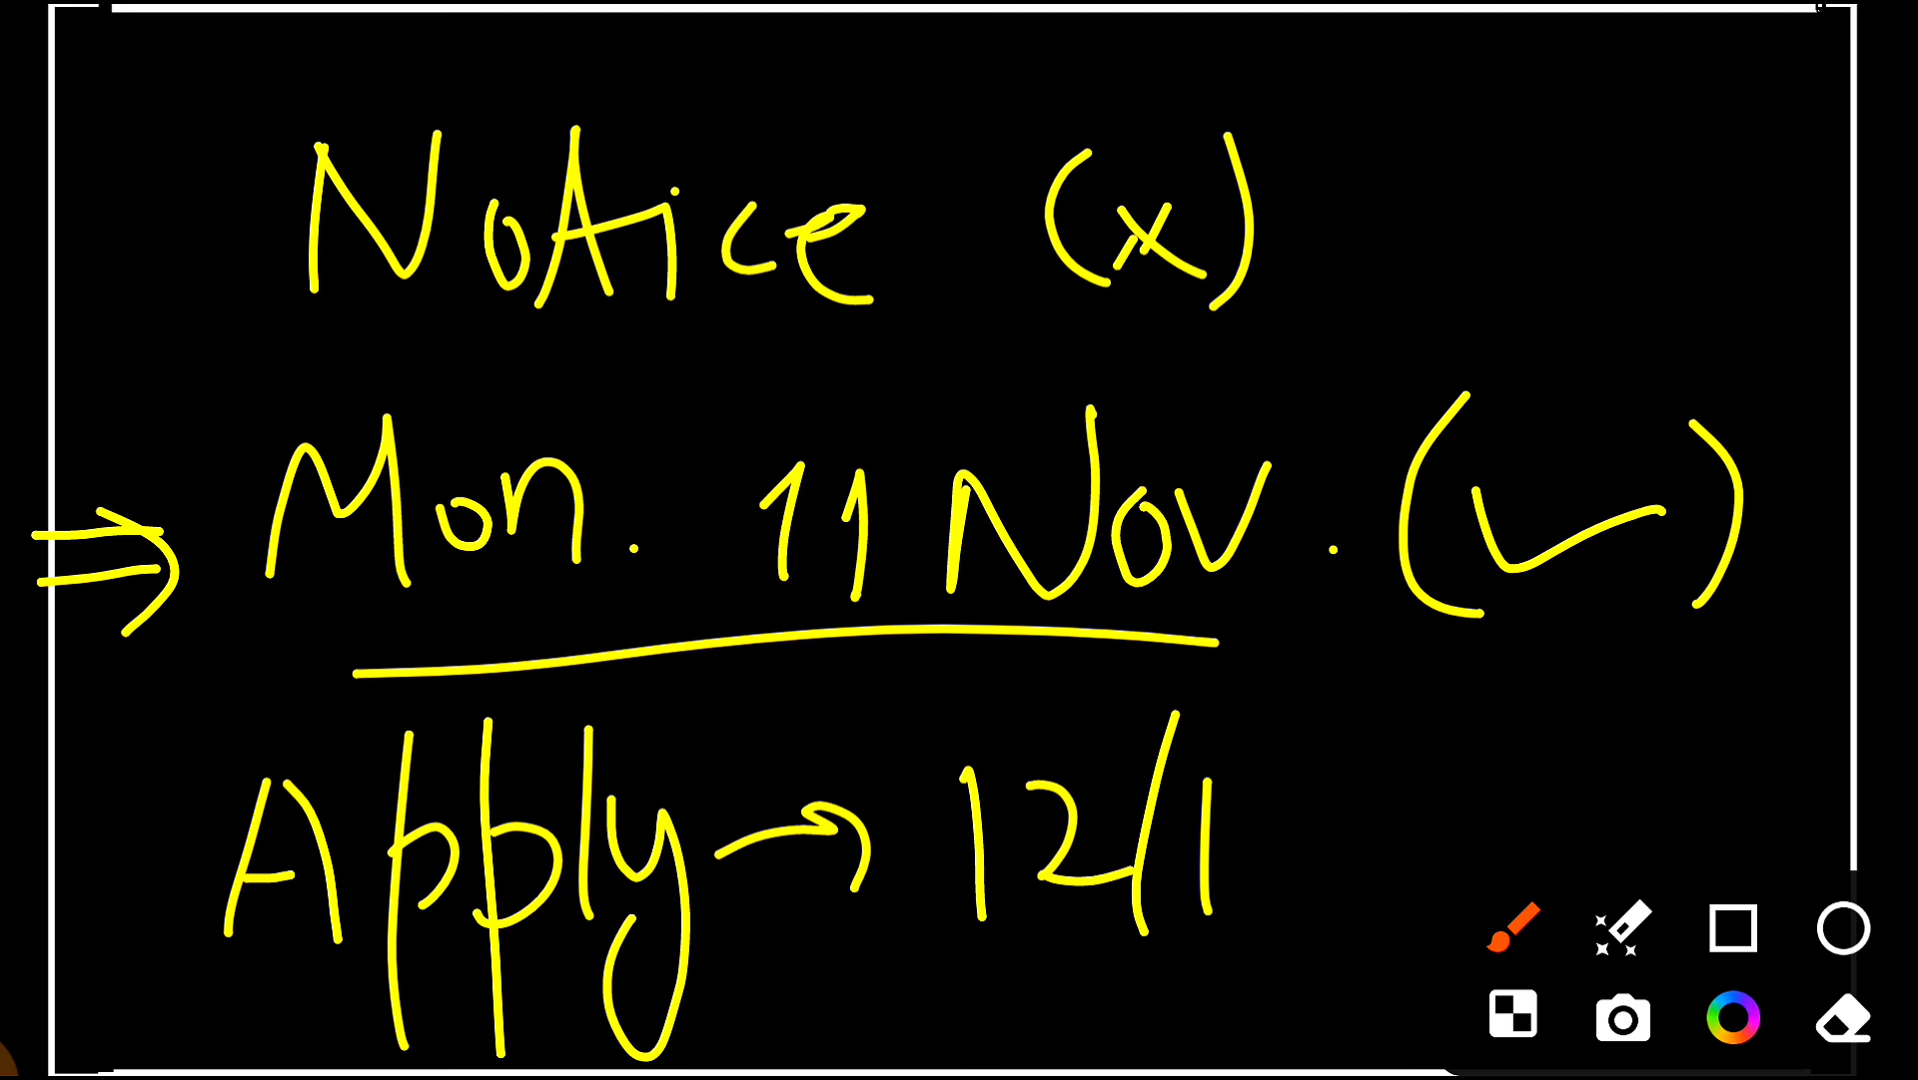 Notice (x)
⇒ Mon. 11 Nov. (✓)
Apply → 12/1